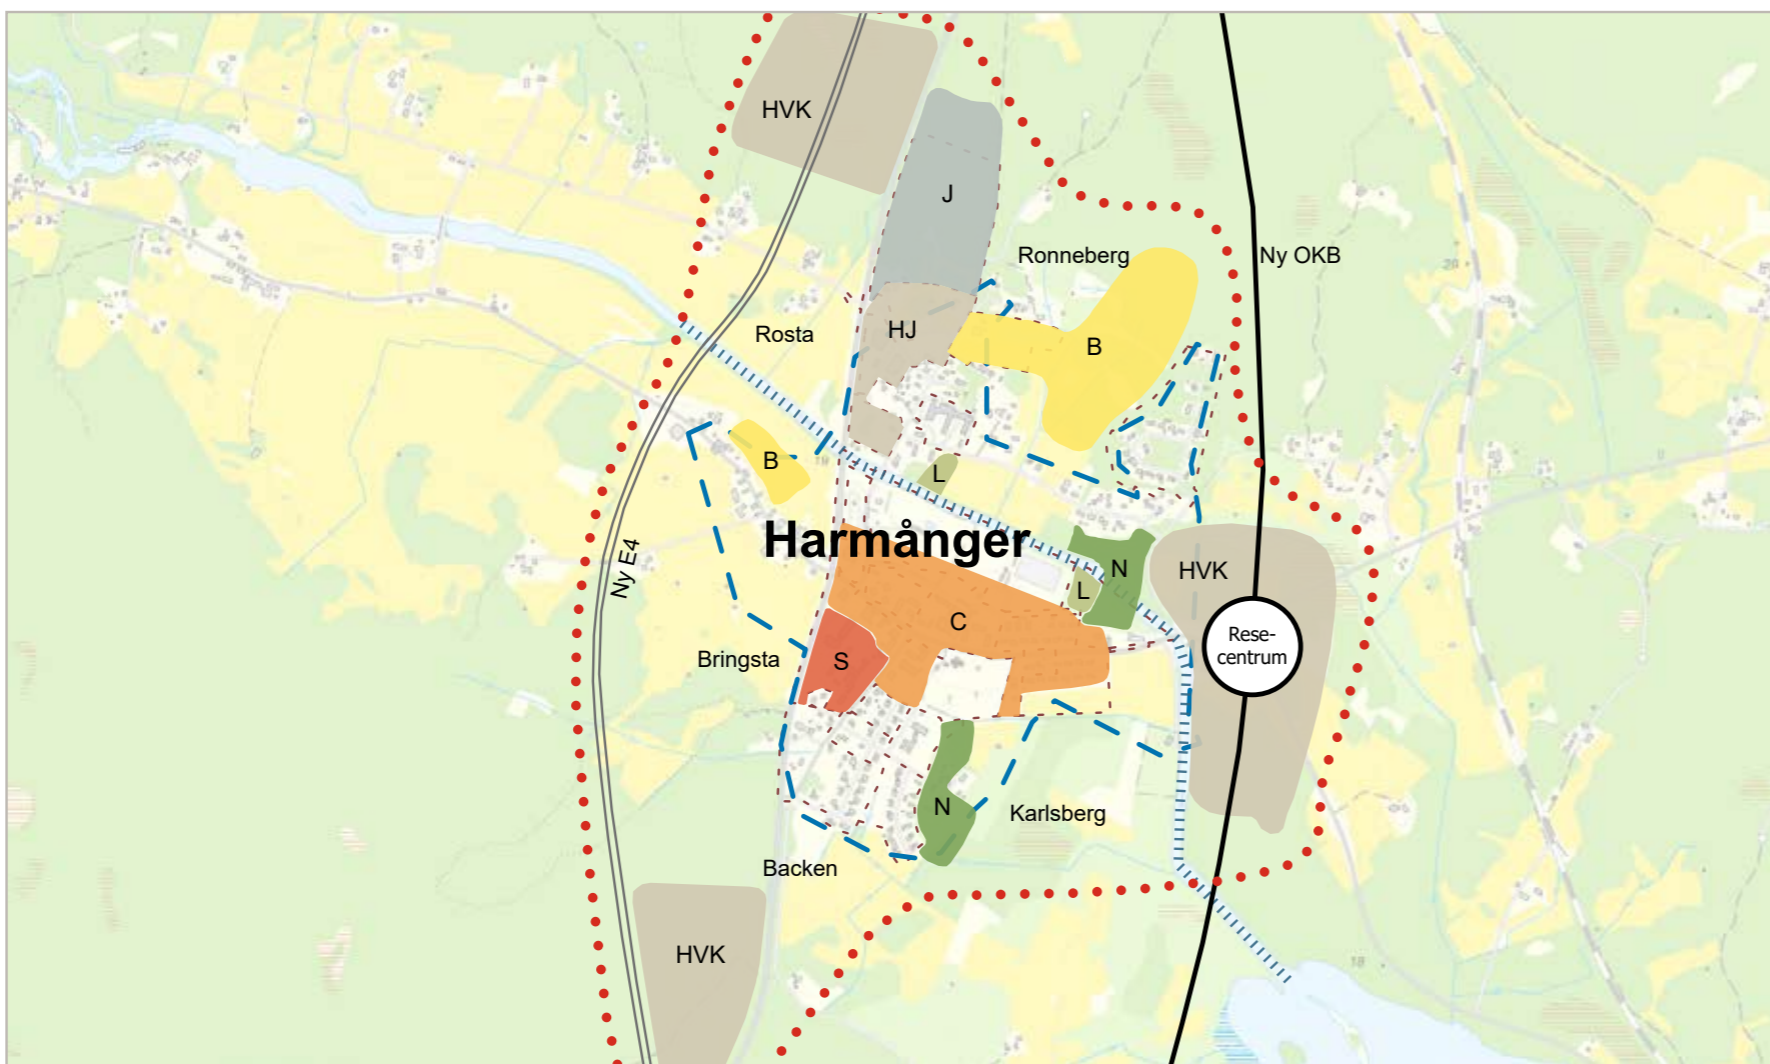 HVK
J
Ronneberg
Ny OKB
Rosta
HJ
B
B
L
Harmånger
N
HVK
Ny E4
L
C
Rese-
centrum
Bringsta
S
N
Karlsberg
Backen
HVK